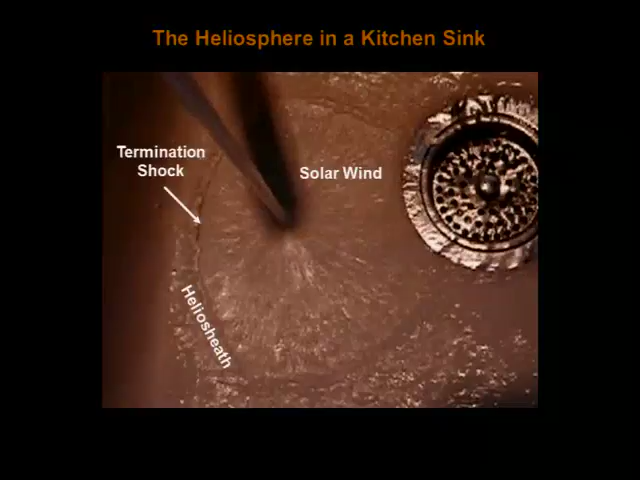 The Heliosphere in a Kitchen Sink
Termination
Shock
Solar Wind
Heliosheath